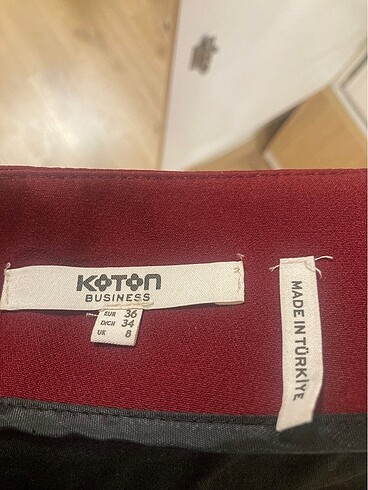 KOTON
BUSINESS
EUR 36
D/CH 34
UK 8
MADE IN TÜRKİYE